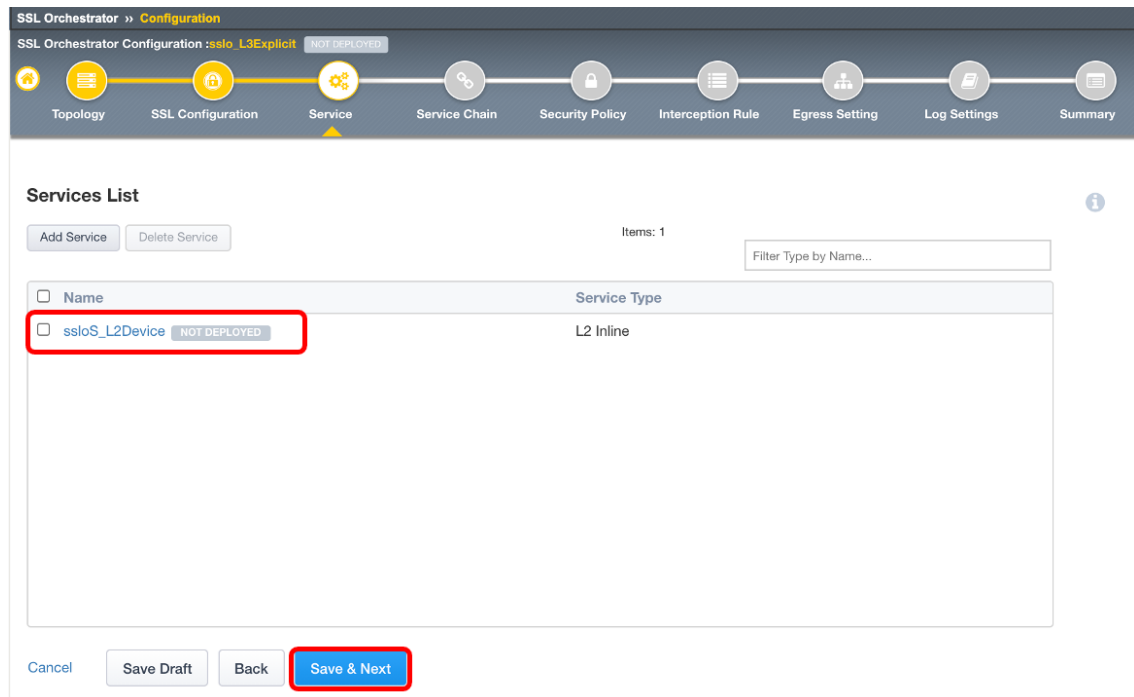 SSL Orchestrator ›› Configuration
SSL Orchestrator Configuration :sslo_L3Explicit NOT DEPLOYED
Topology SSL Configuration Service Service Chain Security Policy Interception Rule Egress Setting Log Settings Summary
Services List
Add Service Delete Service Items: 1
Filter Type by Name...
Name Service Type
ssloS_L2Device NOT DEPLOYED L2 Inline
Cancel Save Draft Back Save & Next